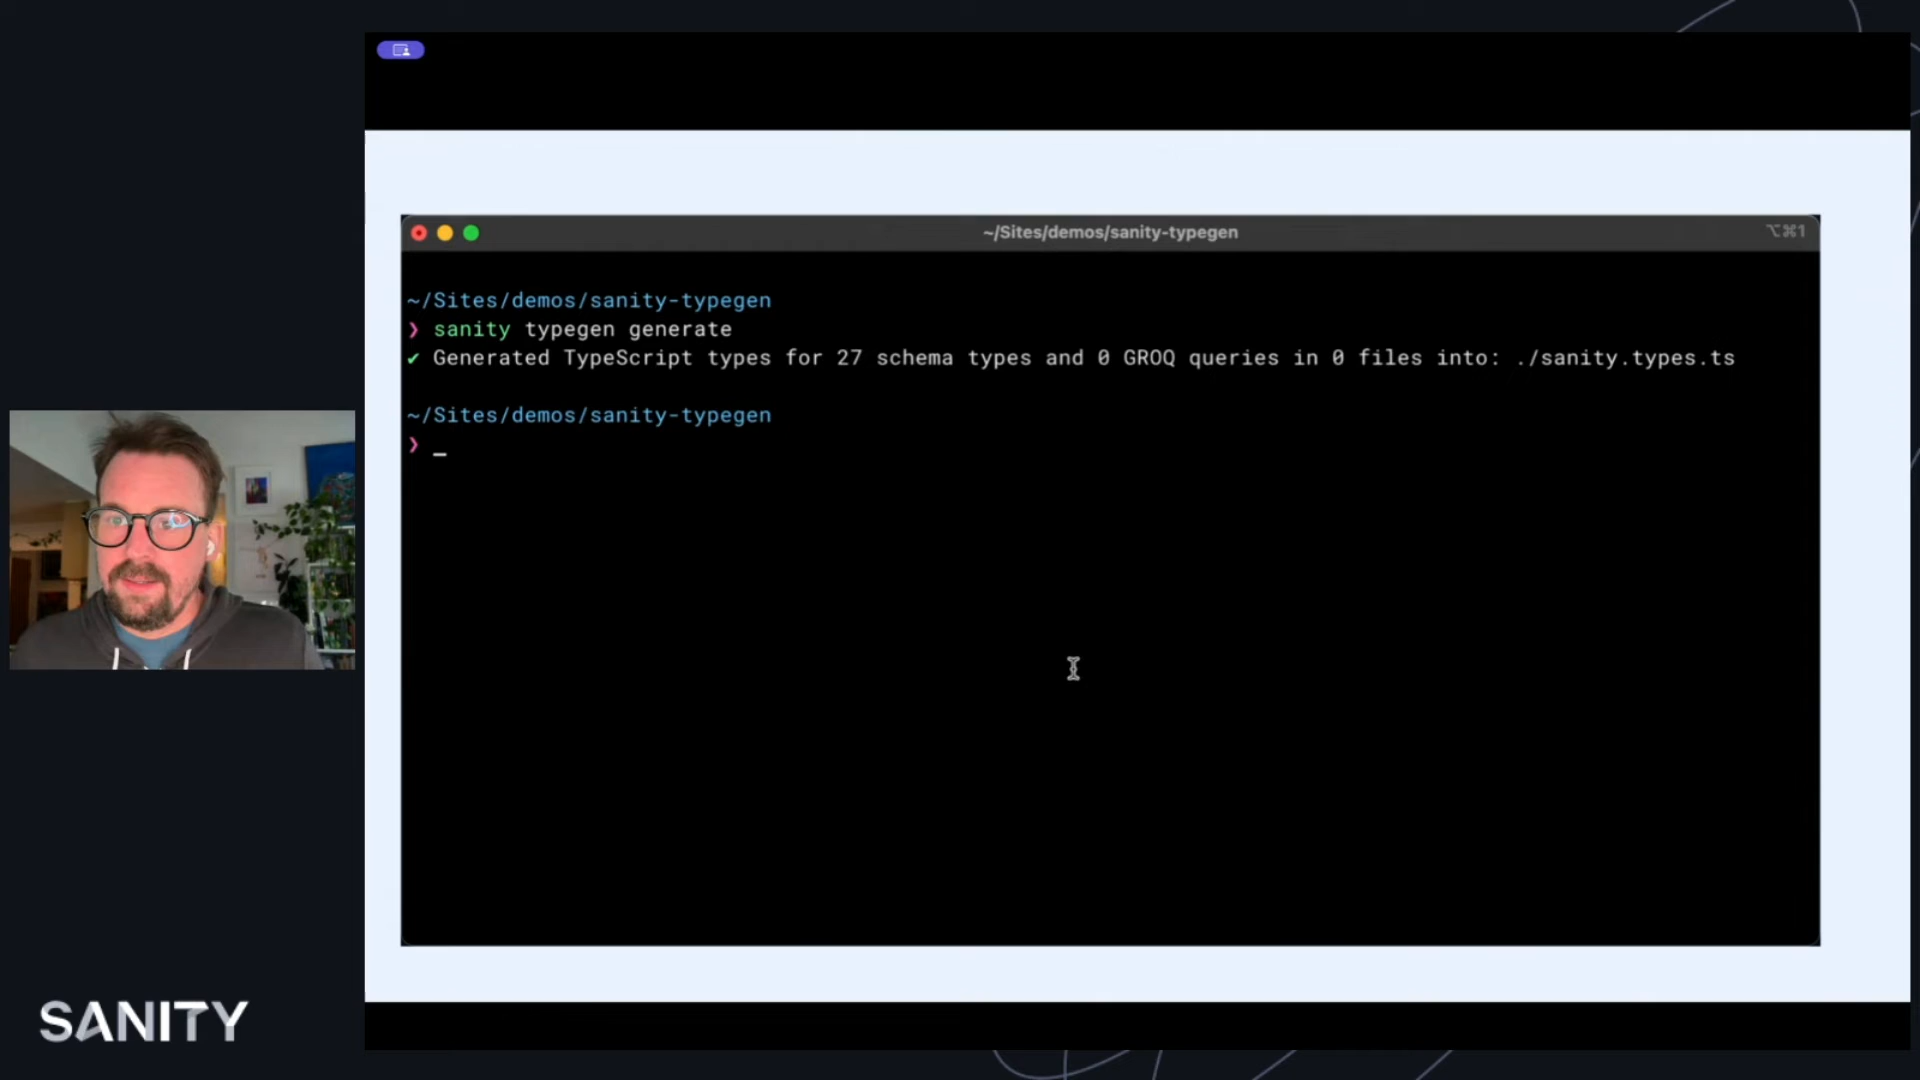 ~/Sites/demos/sanity-typegen
⌥⌘1
~/Sites/demos/sanity-typegen
❯ sanity typegen generate
✔ Generated TypeScript types for 27 schema types and 0 GROQ queries in 0 files into: ./sanity.types.ts
~/Sites/demos/sanity-typegen
❯ _
SANITY